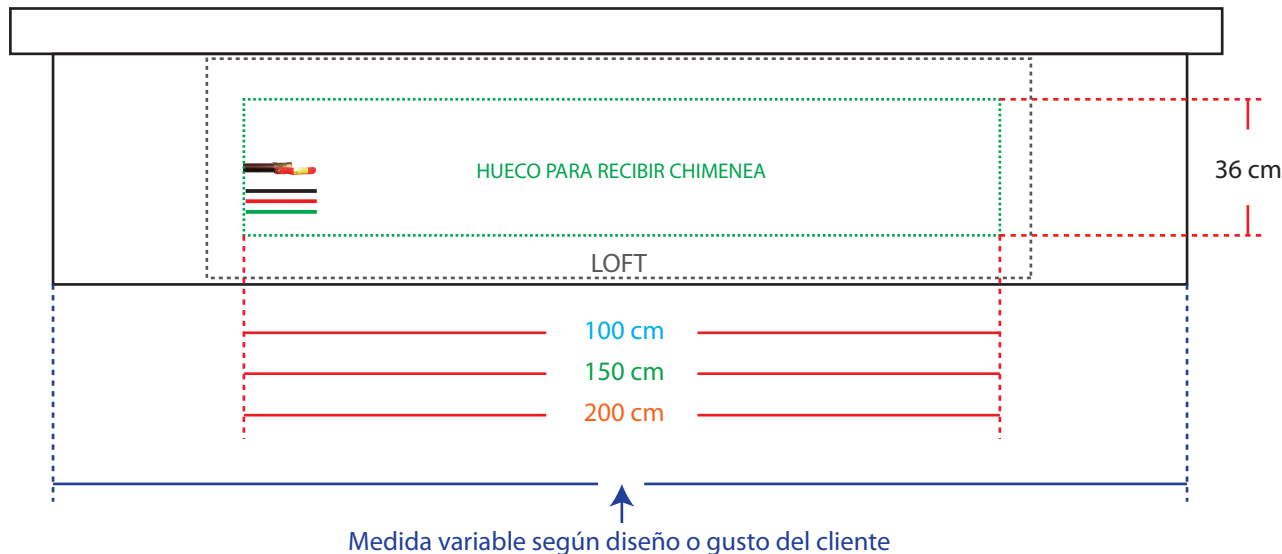 HUECO PARA RECIBIR CHIMENEA
36 cm
LOFT
100 cm
150 cm
200 cm
Medida variable según diseño o gusto del cliente